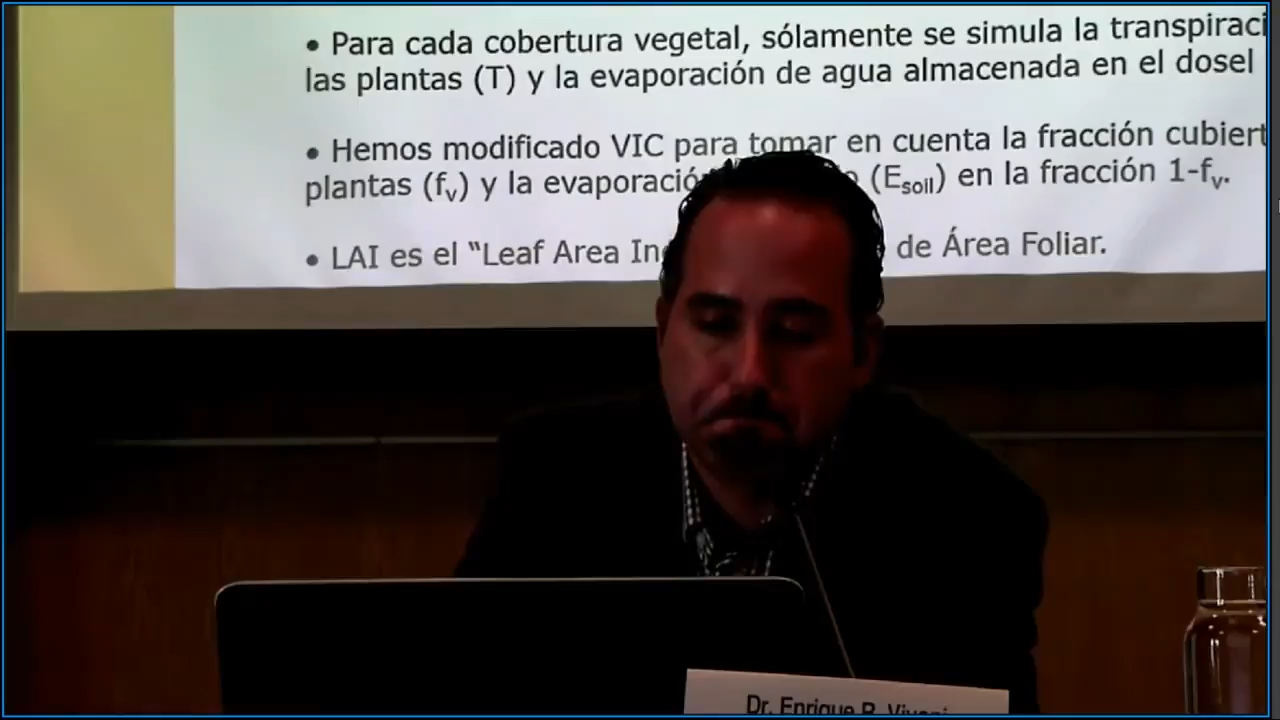 • Para cada cobertura vegetal, sólamente se simula la transpiraci
las plantas (T) y la evaporación de agua almacenada en el dosel
• Hemos modificado VIC para tomar en cuenta la fracción cubiert
plantas (fv) y la evaporació (Esoil) en la fracción 1-fv.
• LAI es el “Leaf Area In de Área Foliar.
Dr. Enrique R. Vivoni